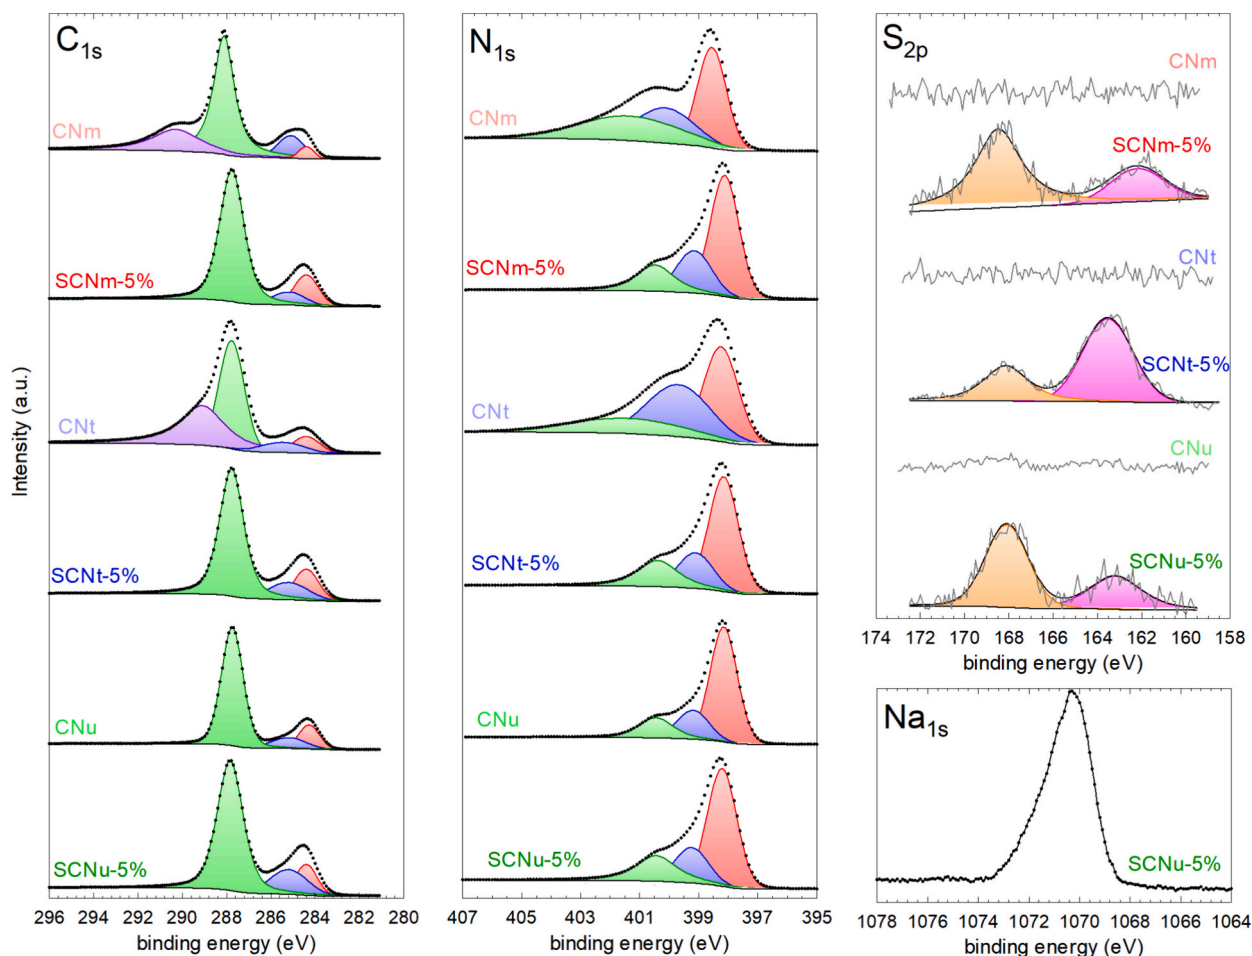 Intensity (a.u.)
C1s
CNm
SCNm-5%
CNt
SCNt-5%
CNu
SCNu-5%
296 294 292 290 288 286 284 282 280
binding energy (eV)
N1s
CNm
SCNm-5%
CNt
SCNt-5%
CNu
SCNu-5%
407 405 403 401 399 397 395
binding energy (eV)
S2p
CNm
SCNm-5%
CNt
SCNt-5%
CNu
SCNu-5%
174 172 170 168 166 164 162 160 158
binding energy (eV)
Na1s
SCNu-5%
1078 1076 1074 1072 1070 1068 1066 1064
binding energy (eV)